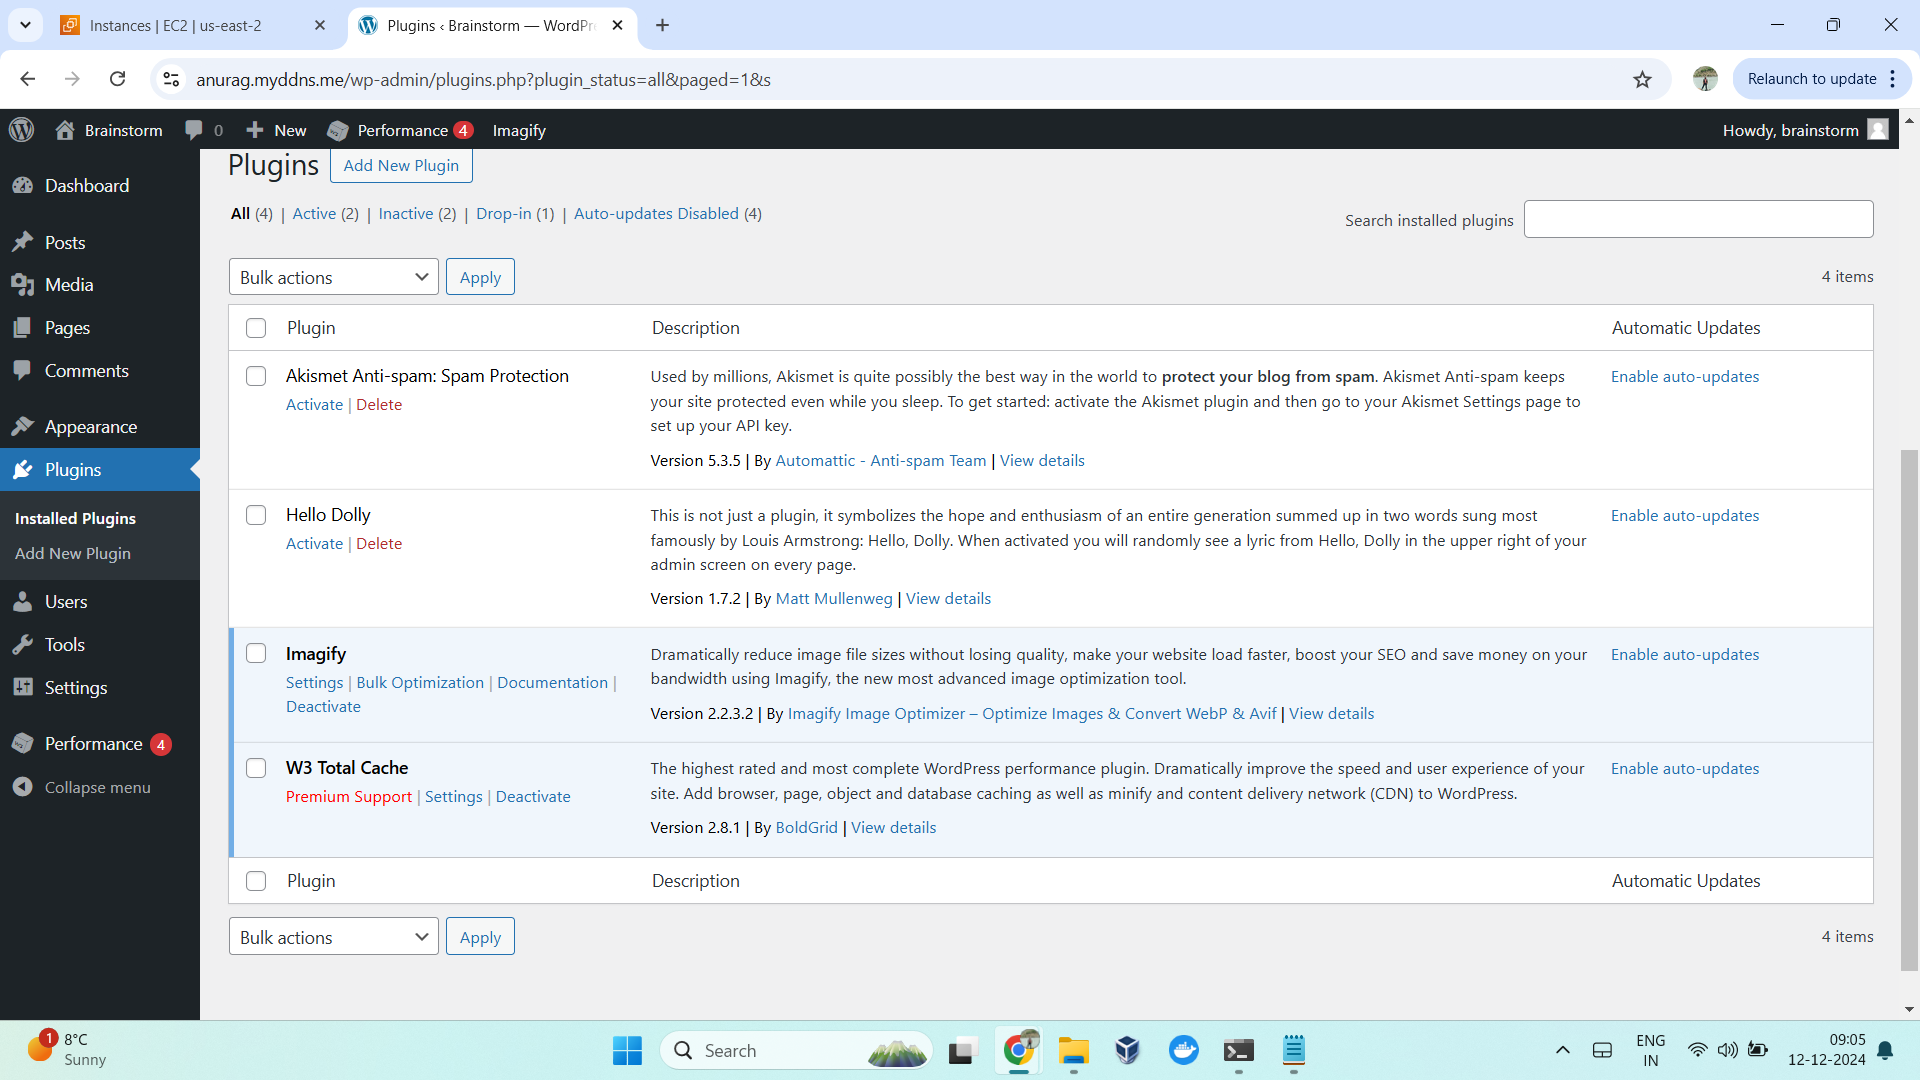 Instances | EC2 | us-east-2
Plugins ‹ Brainstorm — WordPr
anurag.myddns.me/wp-admin/plugins.php?plugin_status=all&paged=1&s
Relaunch to update
Brainstorm
0
New
Performance 4
Imagify
Howdy, brainstorm
Dashboard
Posts
Media
Pages
Comments
Appearance
Plugins
Installed Plugins
Add New Plugin
Users
Tools
Settings
Performance 4
Collapse menu
Plugins
Add New Plugin
All (4) | Active (2) | Inactive (2) | Drop-in (1) | Auto-updates Disabled (4)
Search installed plugins
Bulk actions
Apply
4 items
Plugin
Description
Automatic Updates
Akismet Anti-spam: Spam Protection
Activate | Delete
Used by millions, Akismet is quite possibly the best way in the world to protect your blog from spam. Akismet Anti-spam keeps
your site protected even while you sleep. To get started: activate the Akismet plugin and then go to your Akismet Settings page to
set up your API key.
Version 5.3.5 | By Automattic - Anti-spam Team | View details
Enable auto-updates
Hello Dolly
Activate | Delete
This is not just a plugin, it symbolizes the hope and enthusiasm of an entire generation summed up in two words sung most
famously by Louis Armstrong: Hello, Dolly. When activated you will randomly see a lyric from Hello, Dolly in the upper right of your
admin screen on every page.
Version 1.7.2 | By Matt Mullenweg | View details
Enable auto-updates
Imagify
Settings | Bulk Optimization | Documentation |
Deactivate
Dramatically reduce image file sizes without losing quality, make your website load faster, boost your SEO and save money on your
bandwidth using Imagify, the new most advanced image optimization tool.
Version 2.2.3.2 | By Imagify Image Optimizer – Optimize Images & Convert WebP & Avif | View details
Enable auto-updates
W3 Total Cache
Premium Support | Settings | Deactivate
The highest rated and most complete WordPress performance plugin. Dramatically improve the speed and user experience of your
site. Add browser, page, object and database caching as well as minify and content delivery network (CDN) to WordPress.
Version 2.8.1 | By BoldGrid | View details
Enable auto-updates
Plugin
Description
Automatic Updates
Bulk actions
Apply
4 items
1
8°C
Sunny
Search
ENG
IN
09:05
12-12-2024